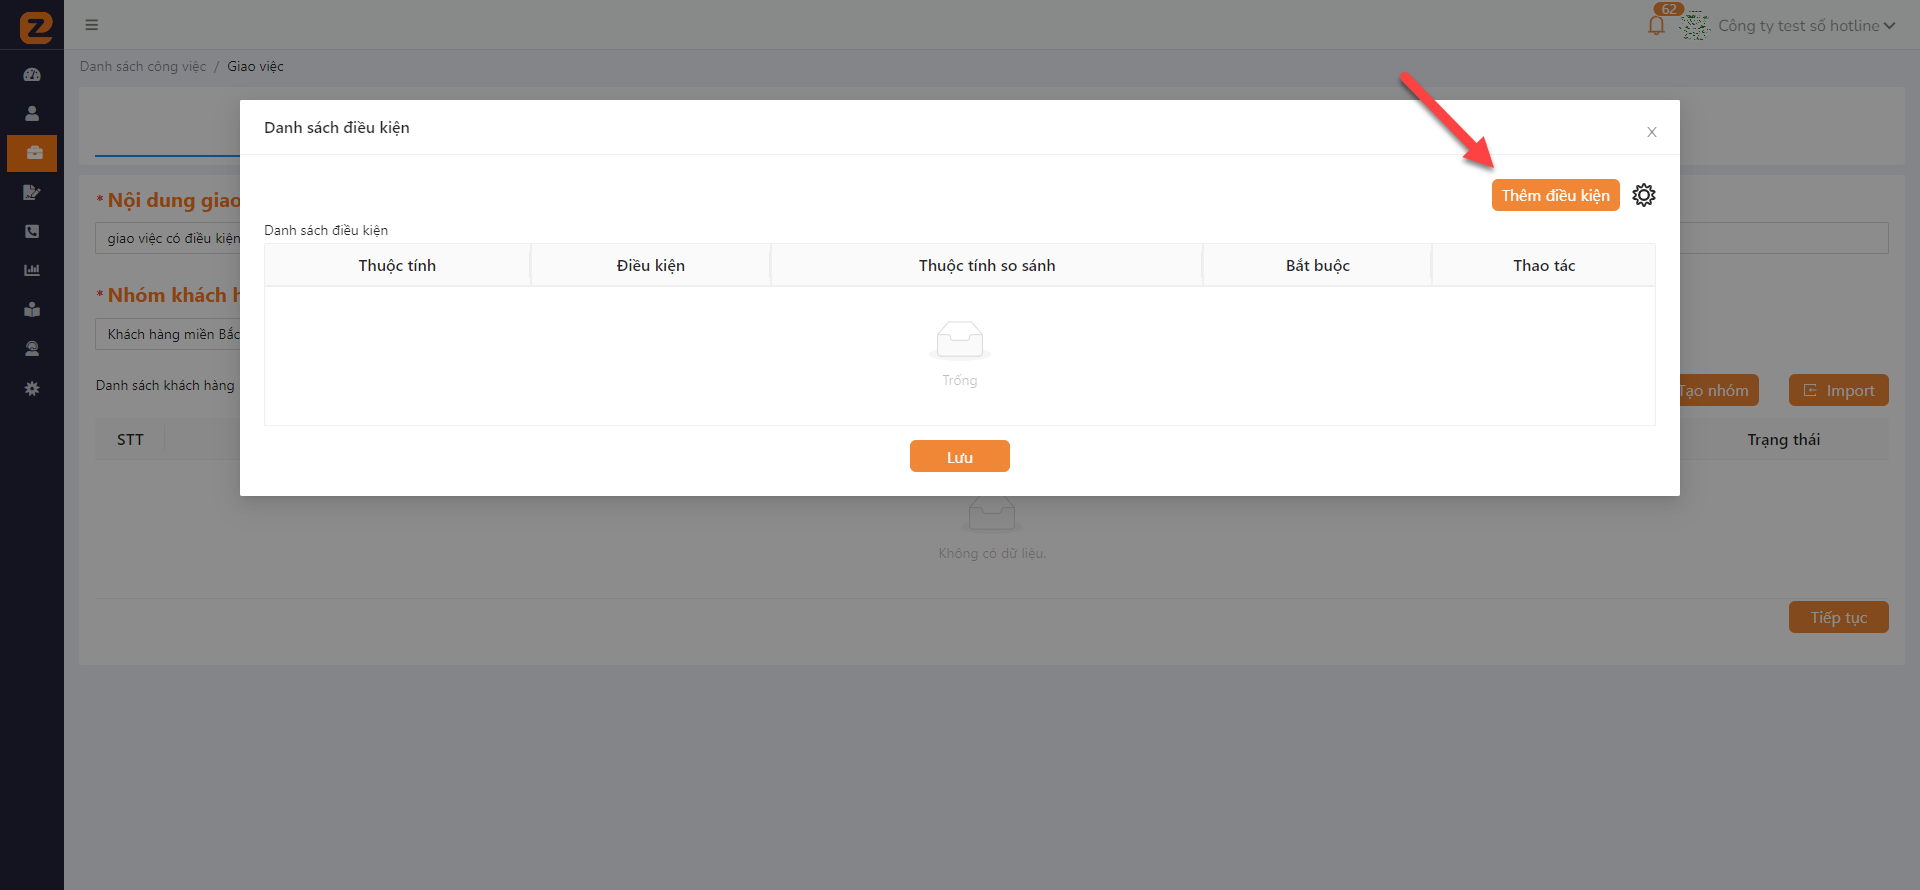 62
Công ty test số hotline
Danh sách công việc / Giao việc
Danh sách điều kiện
X
* Nội dung giao
Thêm điều kiện
giao việc có điều kiện
Danh sách điều kiện
Thuộc tính Điều kiện Thuộc tính so sánh Bắt buộc Thao tác
* Nhóm khách h
Khách hàng miền Bắc
Trống
Danh sách khách hàng
Tạo nhóm Import
STT Trạng thái
Lưu
Không có dữ liệu.
Tiếp tục